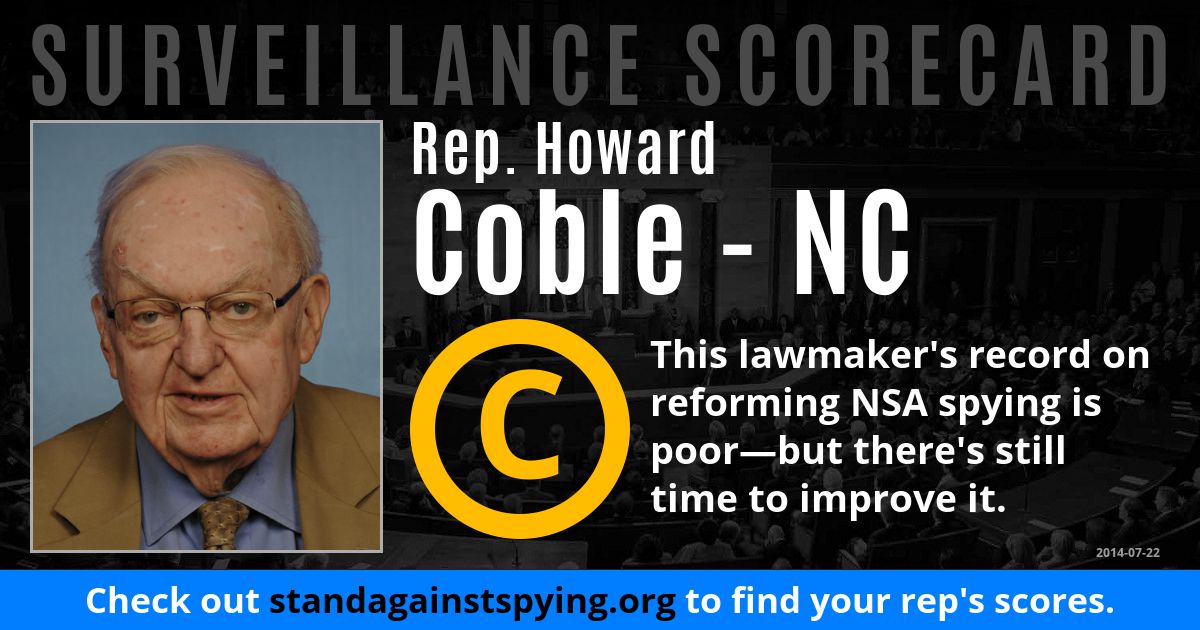 SURVEILLANCE SCORECARD
Rep. Howard
Coble - NC
C
This lawmaker's record on
reforming NSA spying is
poor—but there's still
time to improve it.
2014-07-22
Check out standagainstspying.org to find your rep's scores.